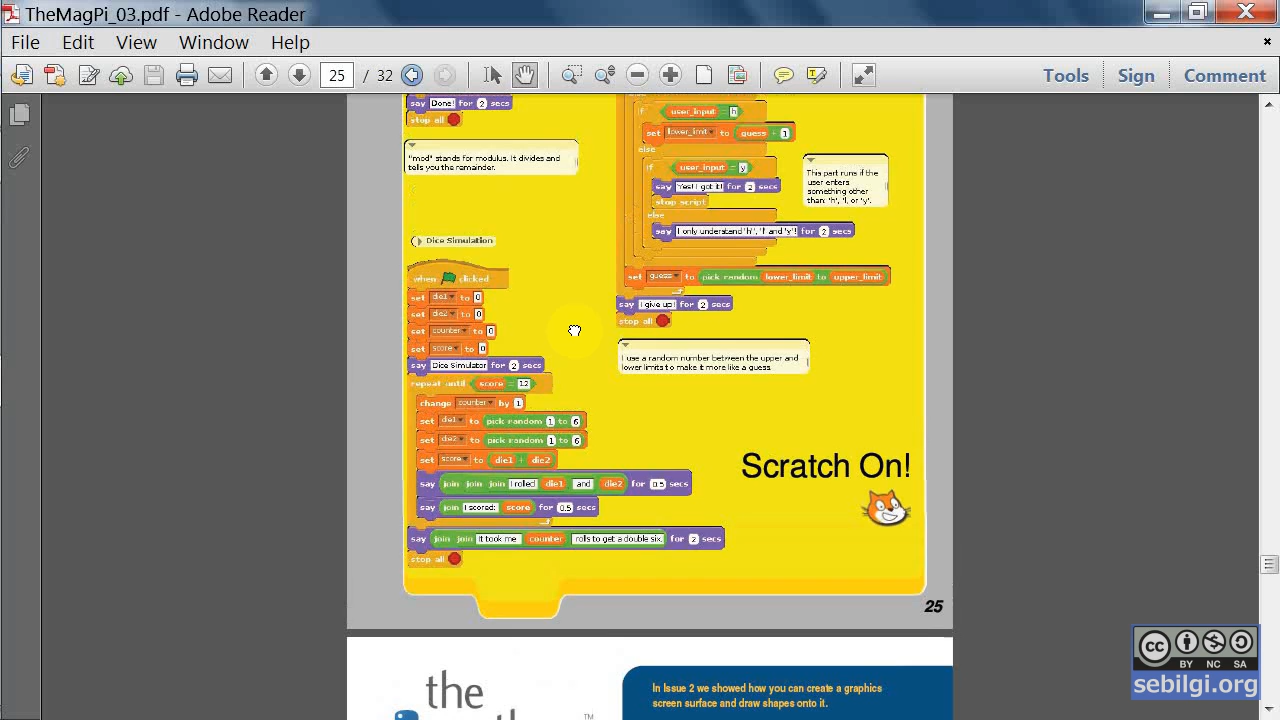 TheMagPi_03.pdf - Adobe Reader
File Edit View Window Help
25 / 32
Tools Sign Comment
say Done! for 2 secs
stop all
"mod" stands for modulus. It divides and
tells you the remainder.
Dice Simulation
when clicked
set die1 to 0
set die2 to 0
set counter to 0
set score to 0
say Dice Simulator for 2 secs
repeat until score = 12
change counter by 1
set die1 to pick random 1 to 6
set die2 to pick random 1 to 6
set score to die1 + die2
say join join join I rolled die1 and die2 for 0.5 secs
say join I scored: score for 0.5 secs
say join join It took me counter rolls to get a double six. for 2 secs
stop all
if user_input = h
set lower_limit to guess + 1
else
if user_input = y
say Yes! I got it! for 2 secs
stop script
else
say I only understand 'h', 'l' and 'y'! for 2 secs
set guess to pick random lower_limit to upper_limit
say I give up! for 2 secs
stop all
This part runs if the
user enters
something other
than: 'h', 'l', or 'y'.
I use a random number between the upper and
lower limits to make it more like a guess.
Scratch On!
25
the
TM
In Issue 2 we showed how you can create a graphics
screen surface and draw shapes onto it.
cc
BY NC SA
sebilgi.org